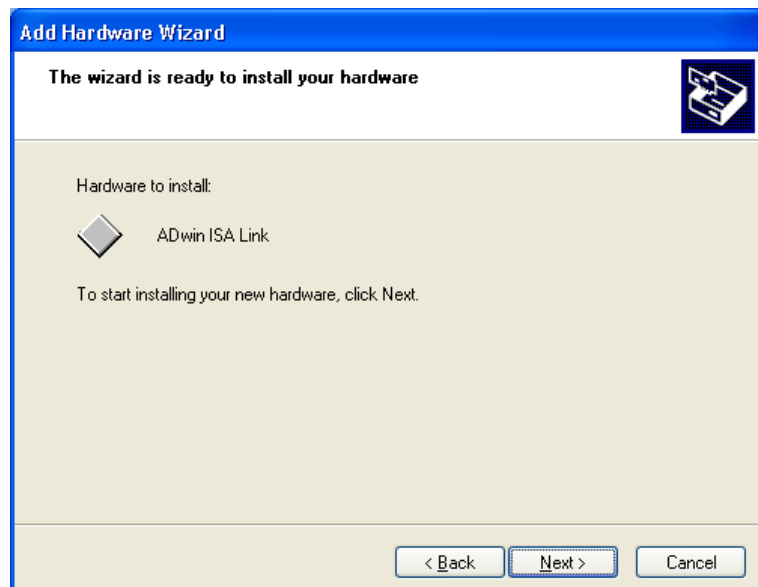 Add Hardware Wizard
The wizard is ready to install your hardware
Hardware to install:
ADwin ISA Link
To start installing your new hardware, click Next.
< Back
Next >
Cancel